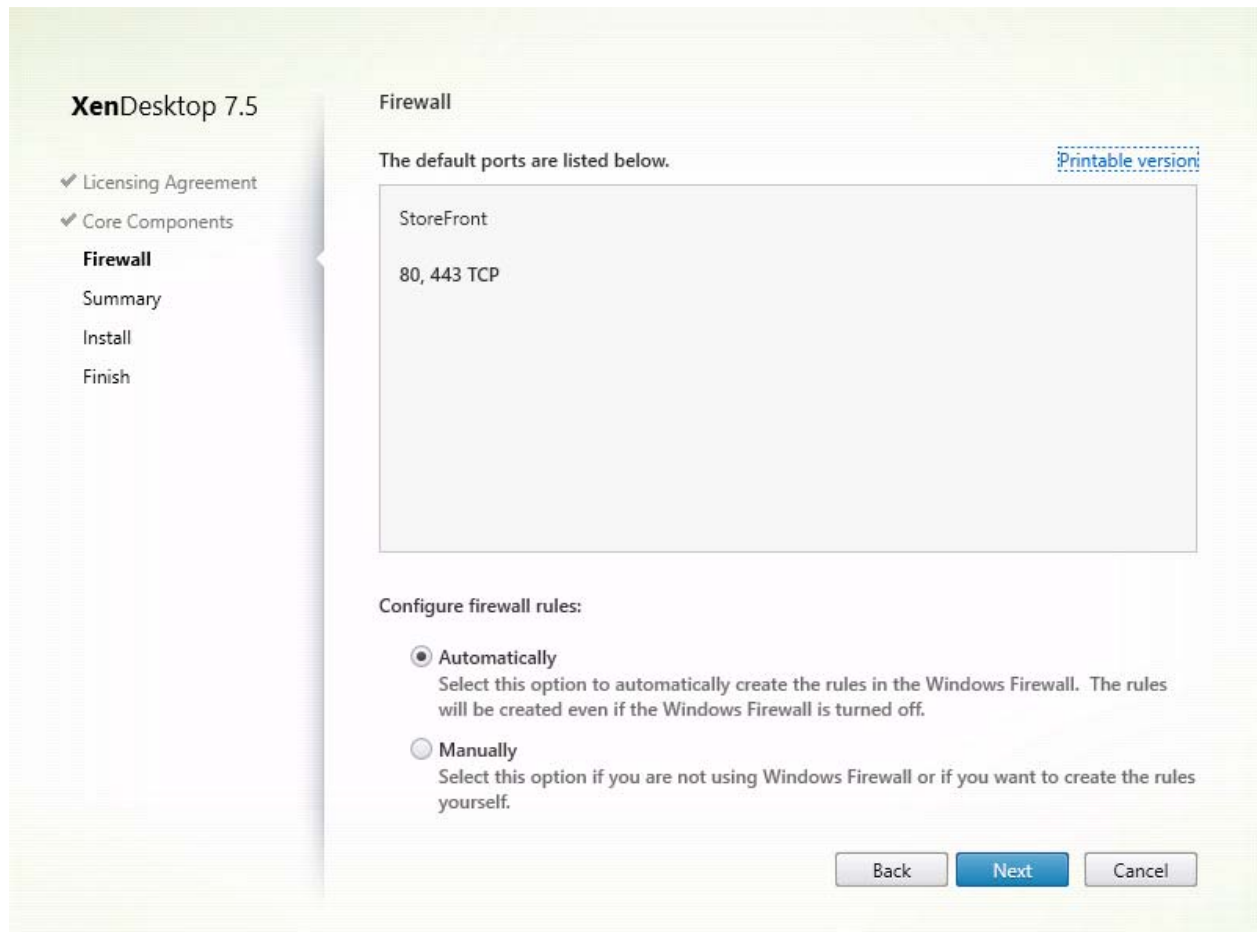 XenDesktop 7.5
Licensing Agreement
Core Components
Firewall
Summary
Install
Finish
Firewall
The default ports are listed below.
Printable version
StoreFront
80, 443 TCP
Configure firewall rules:
Automatically
Select this option to automatically create the rules in the Windows Firewall.  The rules
will be created even if the Windows Firewall is turned off.
Manually
Select this option if you are not using Windows Firewall or if you want to create the rules
yourself.
Back
Next
Cancel